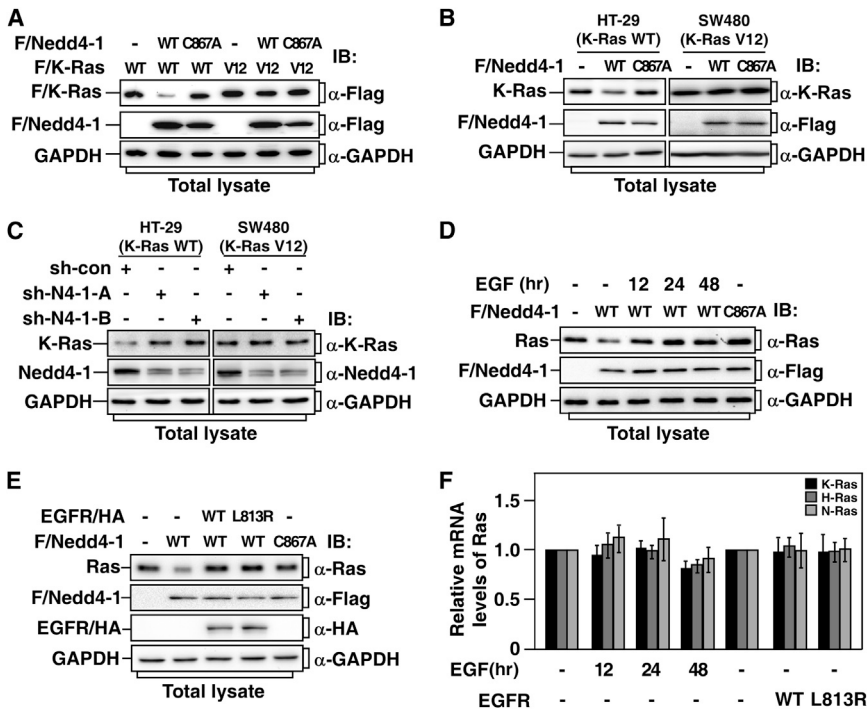 A
F/Nedd4-1 - WT C867A - WT C867A IB:
F/K-Ras WT WT WT V12 V12 V12
F/K-Ras α-Flag
F/Nedd4-1 α-Flag
GAPDH α-GAPDH
Total lysate
B
HT-29 SW480
(K-Ras WT) (K-Ras V12)
F/Nedd4-1 - WT C867A - WT C867A IB:
K-Ras α-K-Ras
F/Nedd4-1 α-Flag
GAPDH α-GAPDH
Total lysate
C
HT-29 SW480
(K-Ras WT) (K-Ras V12)
sh-con + - - + - -
sh-N4-1-A - + - - + -
sh-N4-1-B - - + - - + IB:
K-Ras α-K-Ras
Nedd4-1 α-Nedd4-1
GAPDH α-GAPDH
Total lysate
D
EGF (hr) - - 12 24 48 -
F/Nedd4-1 - WT WT WT WT C867A IB:
Ras α-Ras
F/Nedd4-1 α-Flag
GAPDH α-GAPDH
Total lysate
E
EGFR/HA - - WT L813R -
F/Nedd4-1 - WT WT WT C867A IB:
Ras α-Ras
F/Nedd4-1 α-Flag
EGFR/HA α-HA
GAPDH α-GAPDH
Total lysate
F
Relative mRNA
levels of Ras
1.5
1.0
0.5
0
K-Ras
H-Ras
N-Ras
EGF(hr) - 12 24 48 - - -
EGFR - - - - - WT L813R